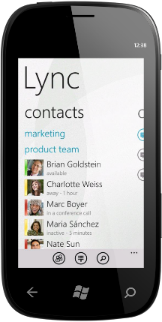 12:38
Lync
contacts
marketing
product team
Brian Goldstein
available
Charlotte Weiss
away - 1 hour
Marc Boyer
in a conference call
Maria Sánchez
inactive - 3 minutes
Nate Sun